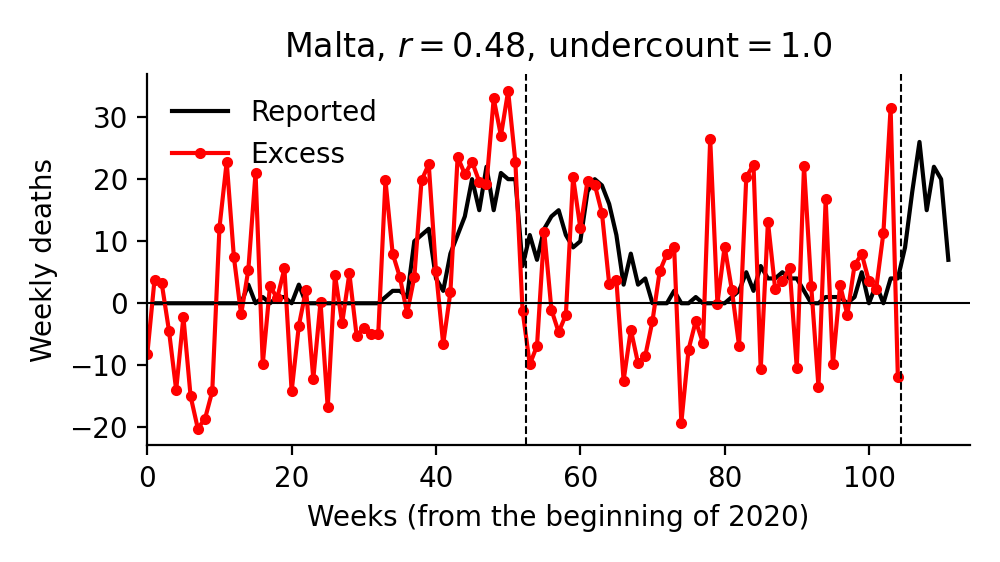 Malta, r = 0.48, undercount = 1.0
Reported
Excess
Weekly deaths
30
20
10
0
−10
−20
0 20 40 60 80 100
Weeks (from the beginning of 2020)